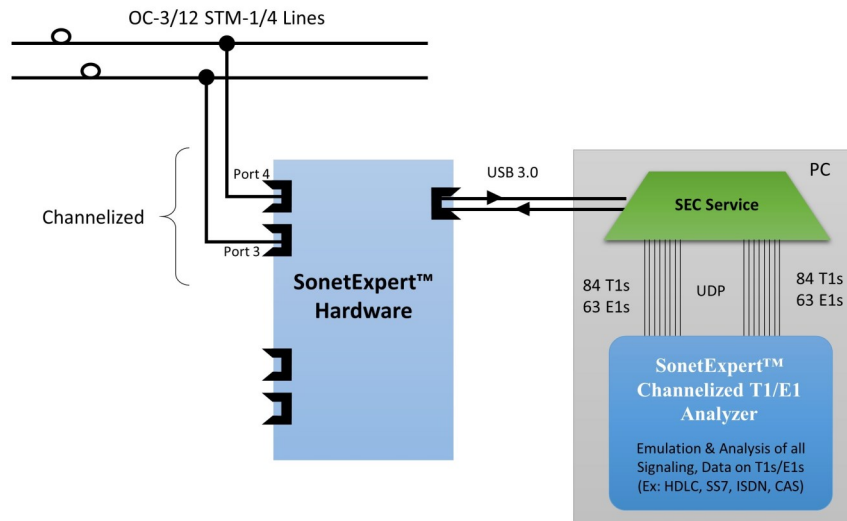 OC-3/12 STM-1/4 Lines
Port 4
Channelized
Port 3
SonetExpert™
Hardware
USB 3.0
PC
SEC Service
84 T1s
63 E1s
UDP
84 T1s
63 E1s
SonetExpert™
Channelized T1/E1
Analyzer
Emulation & Analysis of all
Signaling, Data on T1s/E1s
(Ex: HDLC, SS7, ISDN, CAS)